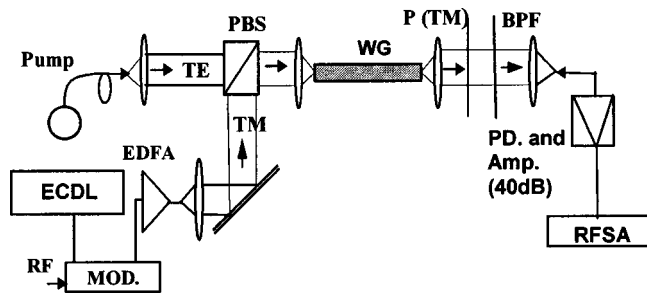 PBS
P (TM)
BPF
WG
Pump
TE
TM
EDFA
PD. and
Amp.
(40dB)
ECDL
RFSA
RF
MOD.